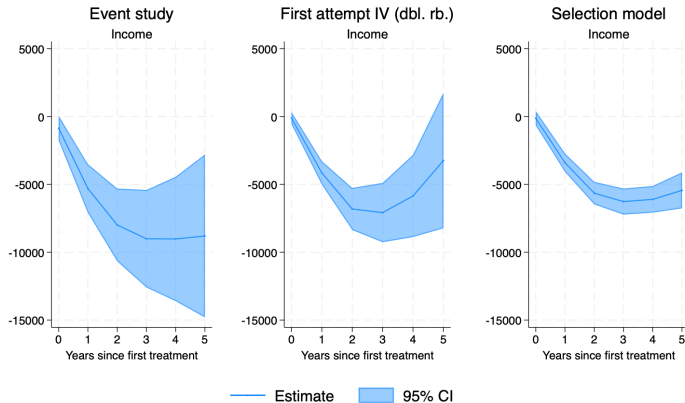 Event study
Income
5000
0
-5000
-10000
-15000
0 1 2 3 4 5
Years since first treatment
First attempt IV (dbl. rb.)
Income
5000
0
-5000
-10000
-15000
0 1 2 3 4 5
Years since first treatment
Selection model
Income
5000
0
-5000
-10000
-15000
0 1 2 3 4 5
Years since first treatment
Estimate 95% CI